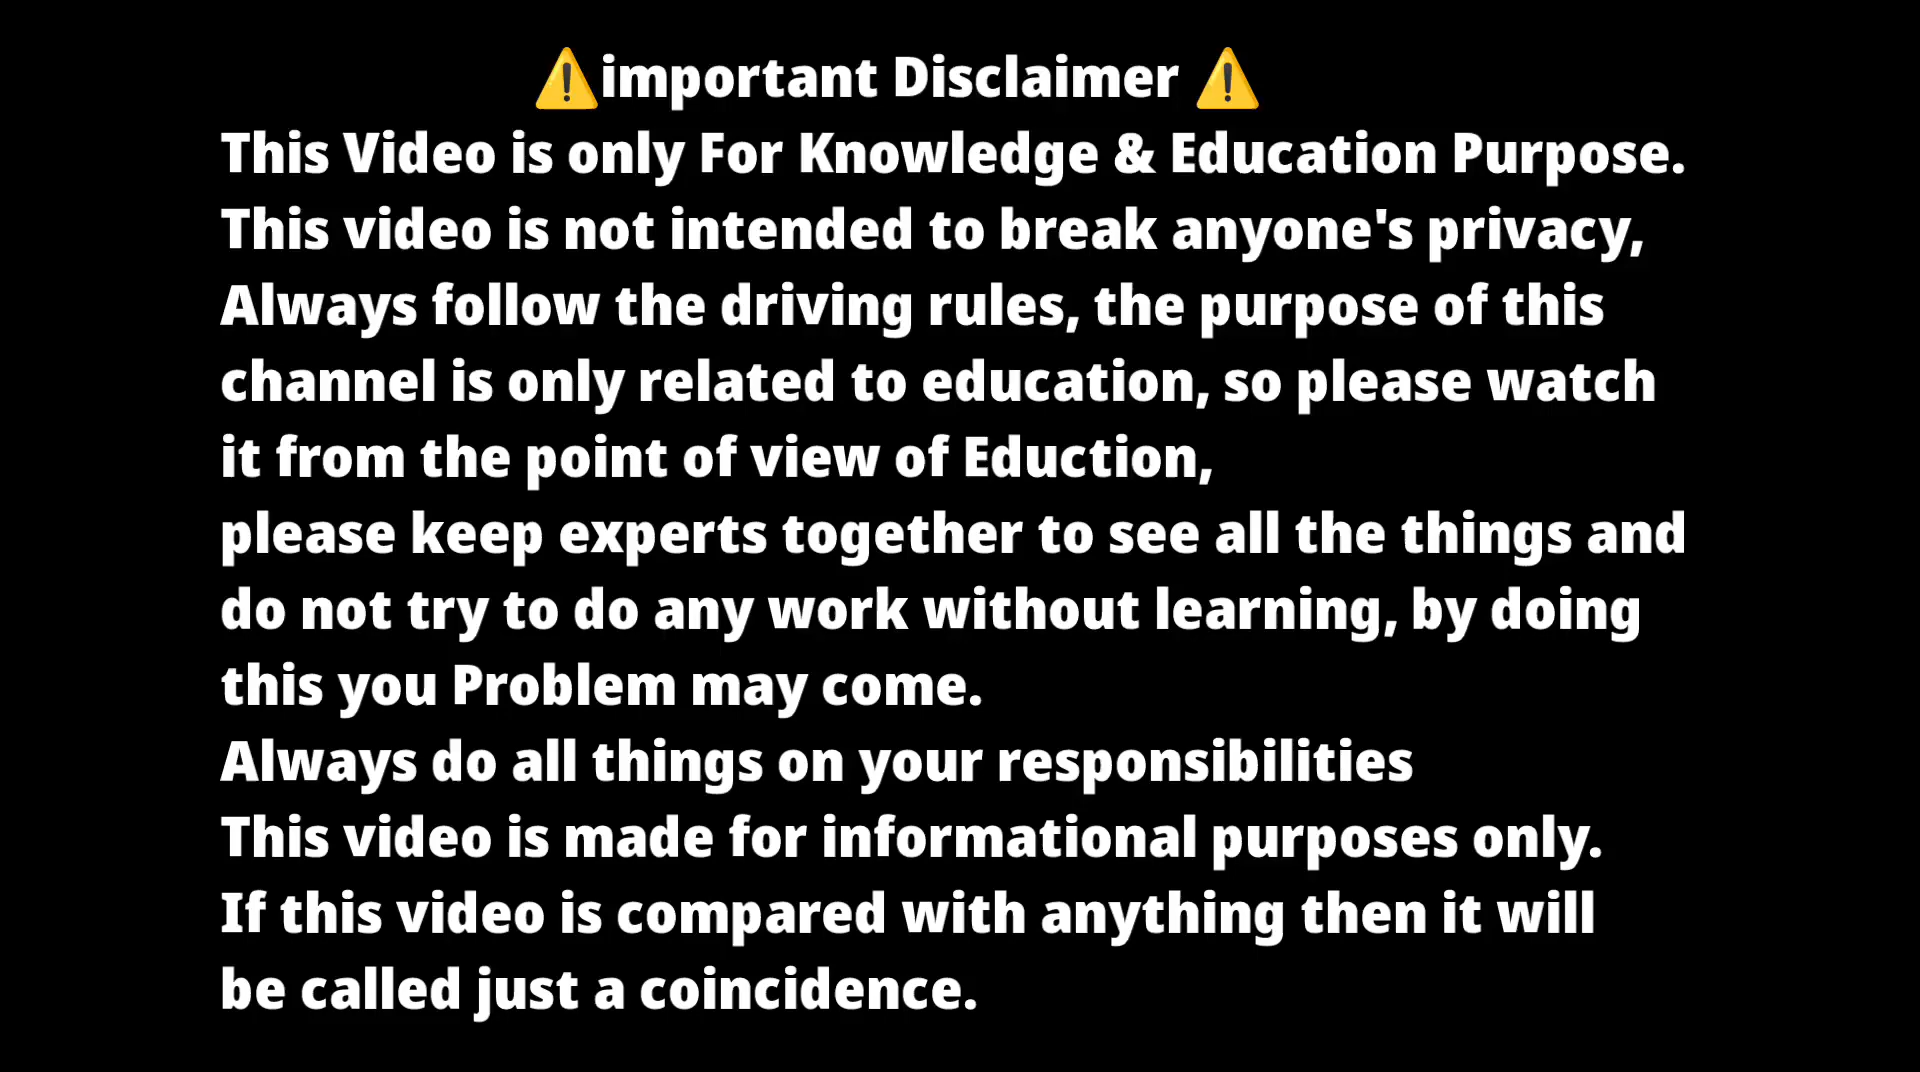 ⚠️important Disclaimer ⚠️
This Video is only For Knowledge & Education Purpose.
This video is not intended to break anyone's privacy,
Always follow the driving rules, the purpose of this
channel is only related to education, so please watch
it from the point of view of Eduction,
please keep experts together to see all the things and
do not try to do any work without learning, by doing
this you Problem may come.
Always do all things on your responsibilities
This video is made for informational purposes only.
If this video is compared with anything then it will
be called just a coincidence.